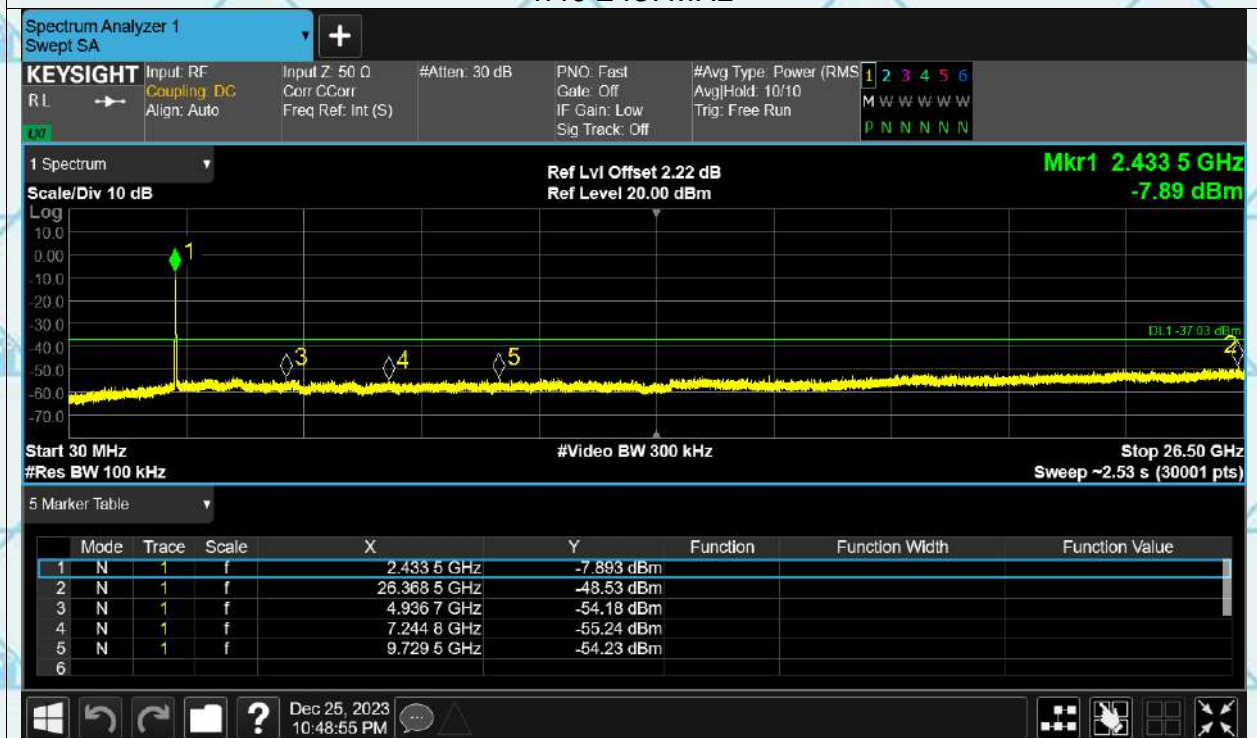 Spectrum Analyzer 1
Swept SA
+
KEYSIGHT
RL
LXI
Input: RF
Coupling: DC
Align: Auto
Input Z: 50 Ω
Corr CCorr
Freq Ref: Int (S)
#Atten: 30 dB
PNO: Fast
Gate: Off
IF Gain: Low
Sig Track: Off
#Avg Type: Power (RMS
Avg|Hold: 10/10
Trig: Free Run
1 2 3 4 5 6
M W W W W W
P N N N N N
1 Spectrum
Scale/Div 10 dB
Ref Lvl Offset 2.22 dB
Ref Level 20.00 dBm
Mkr1 2.433 5 GHz
-7.89 dBm
Log
10.0
0.00
-10.0
-20.0
-30.0
-40.0
-50.0
-60.0
-70.0
1
3
4
5
2
DL1 -37.03 dBm
Start 30 MHz
#Video BW 300 kHz
Stop 26.50 GHz
#Res BW 100 kHz
Sweep ~2.53 s (30001 pts)
5 Marker Table
Mode Trace Scale X Y Function Function Width Function Value
1 N 1 f 2.433 5 GHz -7.893 dBm
2 N 1 f 26.368 5 GHz -48.53 dBm
3 N 1 f 4.936 7 GHz -54.18 dBm
4 N 1 f 7.244 8 GHz -55.24 dBm
5 N 1 f 9.729 5 GHz -54.23 dBm
6
?
Dec 25, 2023
10:48:55 PM